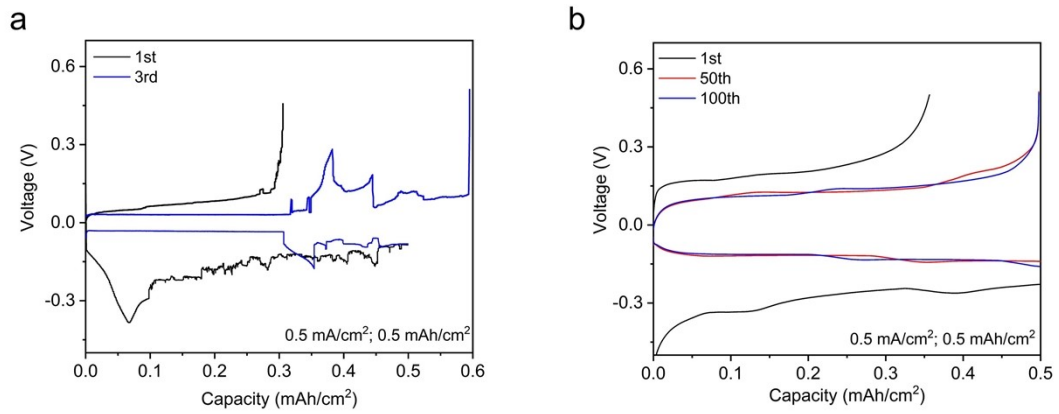 a
1st
3rd
0.6
0.3
0.0
-0.3
Voltage (V)
0.5 mA/cm²; 0.5 mAh/cm²
0.0 0.1 0.2 0.3 0.4 0.5 0.6
Capacity (mAh/cm²)
b
1st
50th
100th
0.6
0.3
0.0
-0.3
Voltage (V)
0.5 mA/cm²; 0.5 mAh/cm²
0.0 0.1 0.2 0.3 0.4 0.5
Capacity (mAh/cm²)